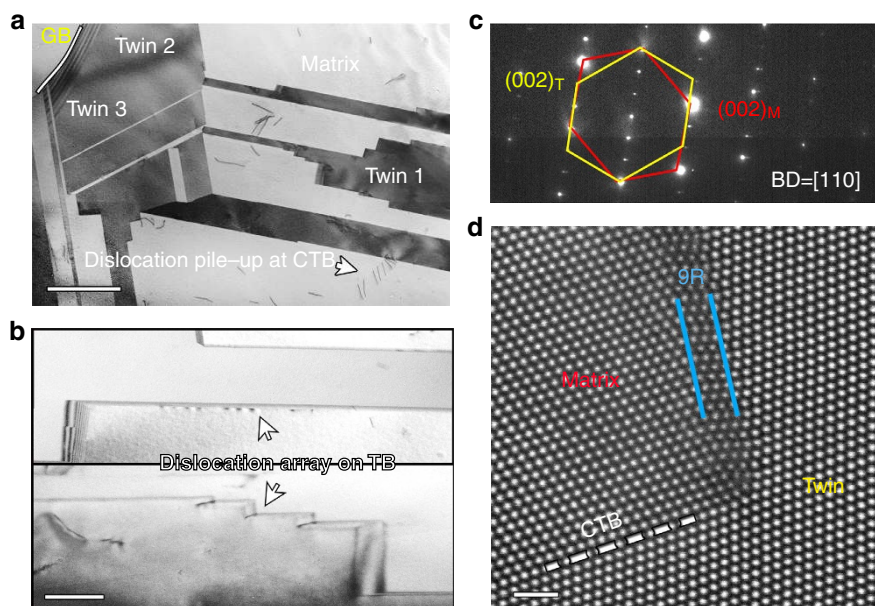 a
GB
Twin 2
Matrix
Twin 3
Twin 1
Dislocation pile–up at CTB
b
Dislocation array on TB
c
(002)T
(002)M
BD=[110]
d
9R
Matrix
Twin
CTB